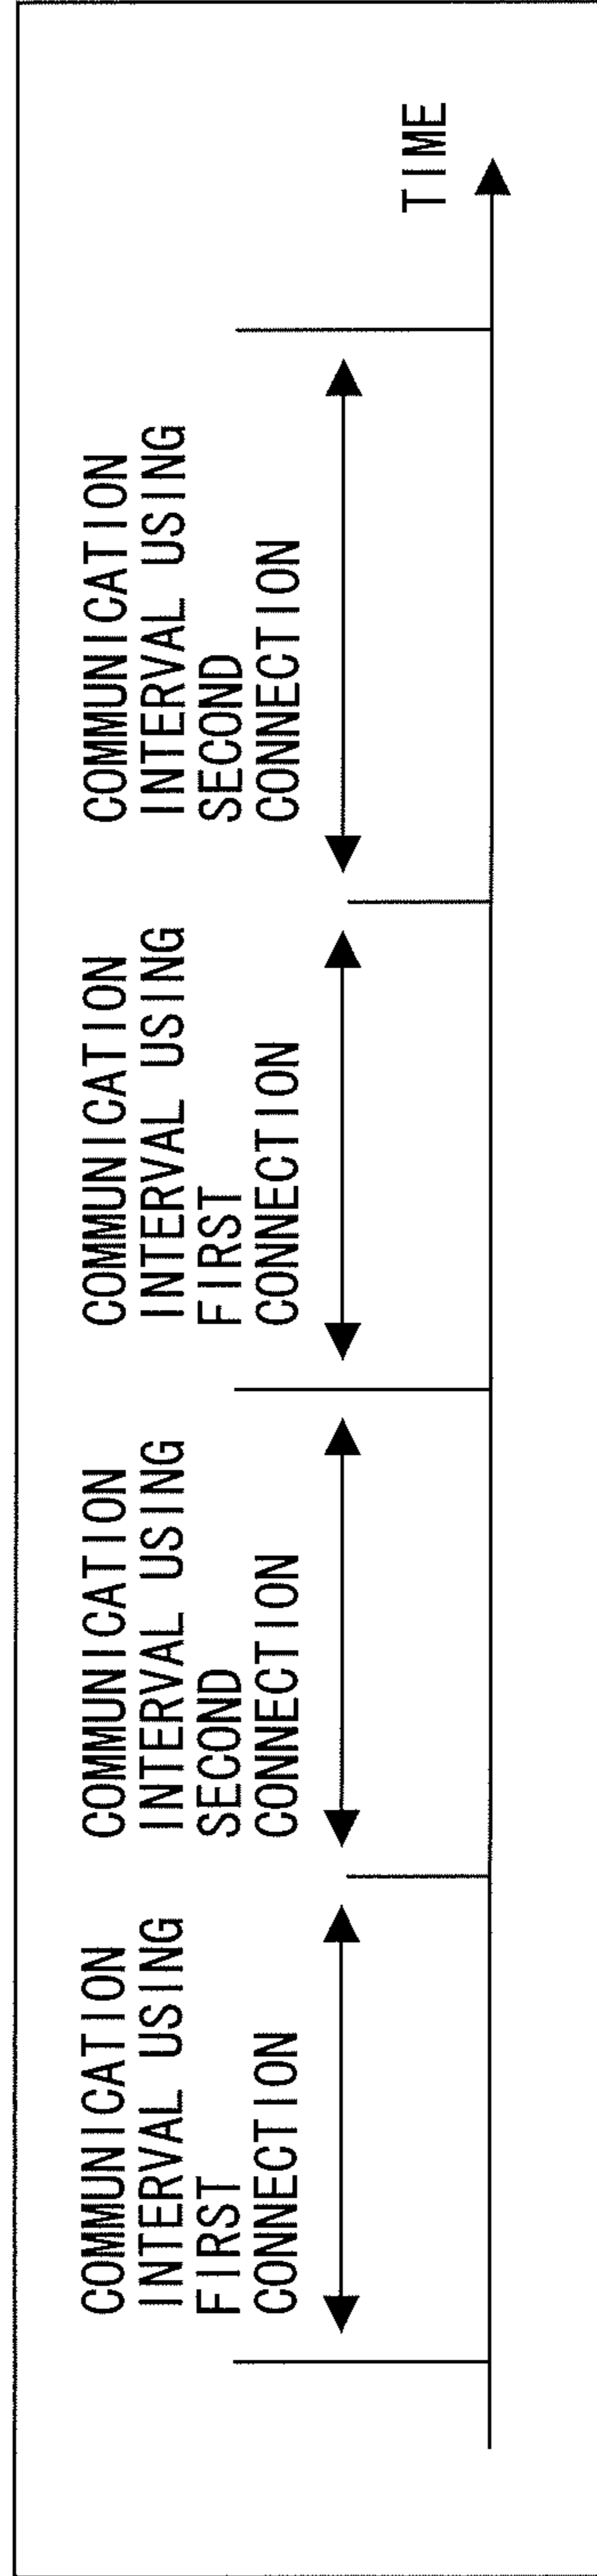 COMMUNICATION
INTERVAL USING
FIRST
CONNECTION
COMMUNICATION
INTERVAL USING
SECOND
CONNECTION
COMMUNICATION
INTERVAL USING
FIRST
CONNECTION
COMMUNICATION
INTERVAL USING
SECOND
CONNECTION
TIME